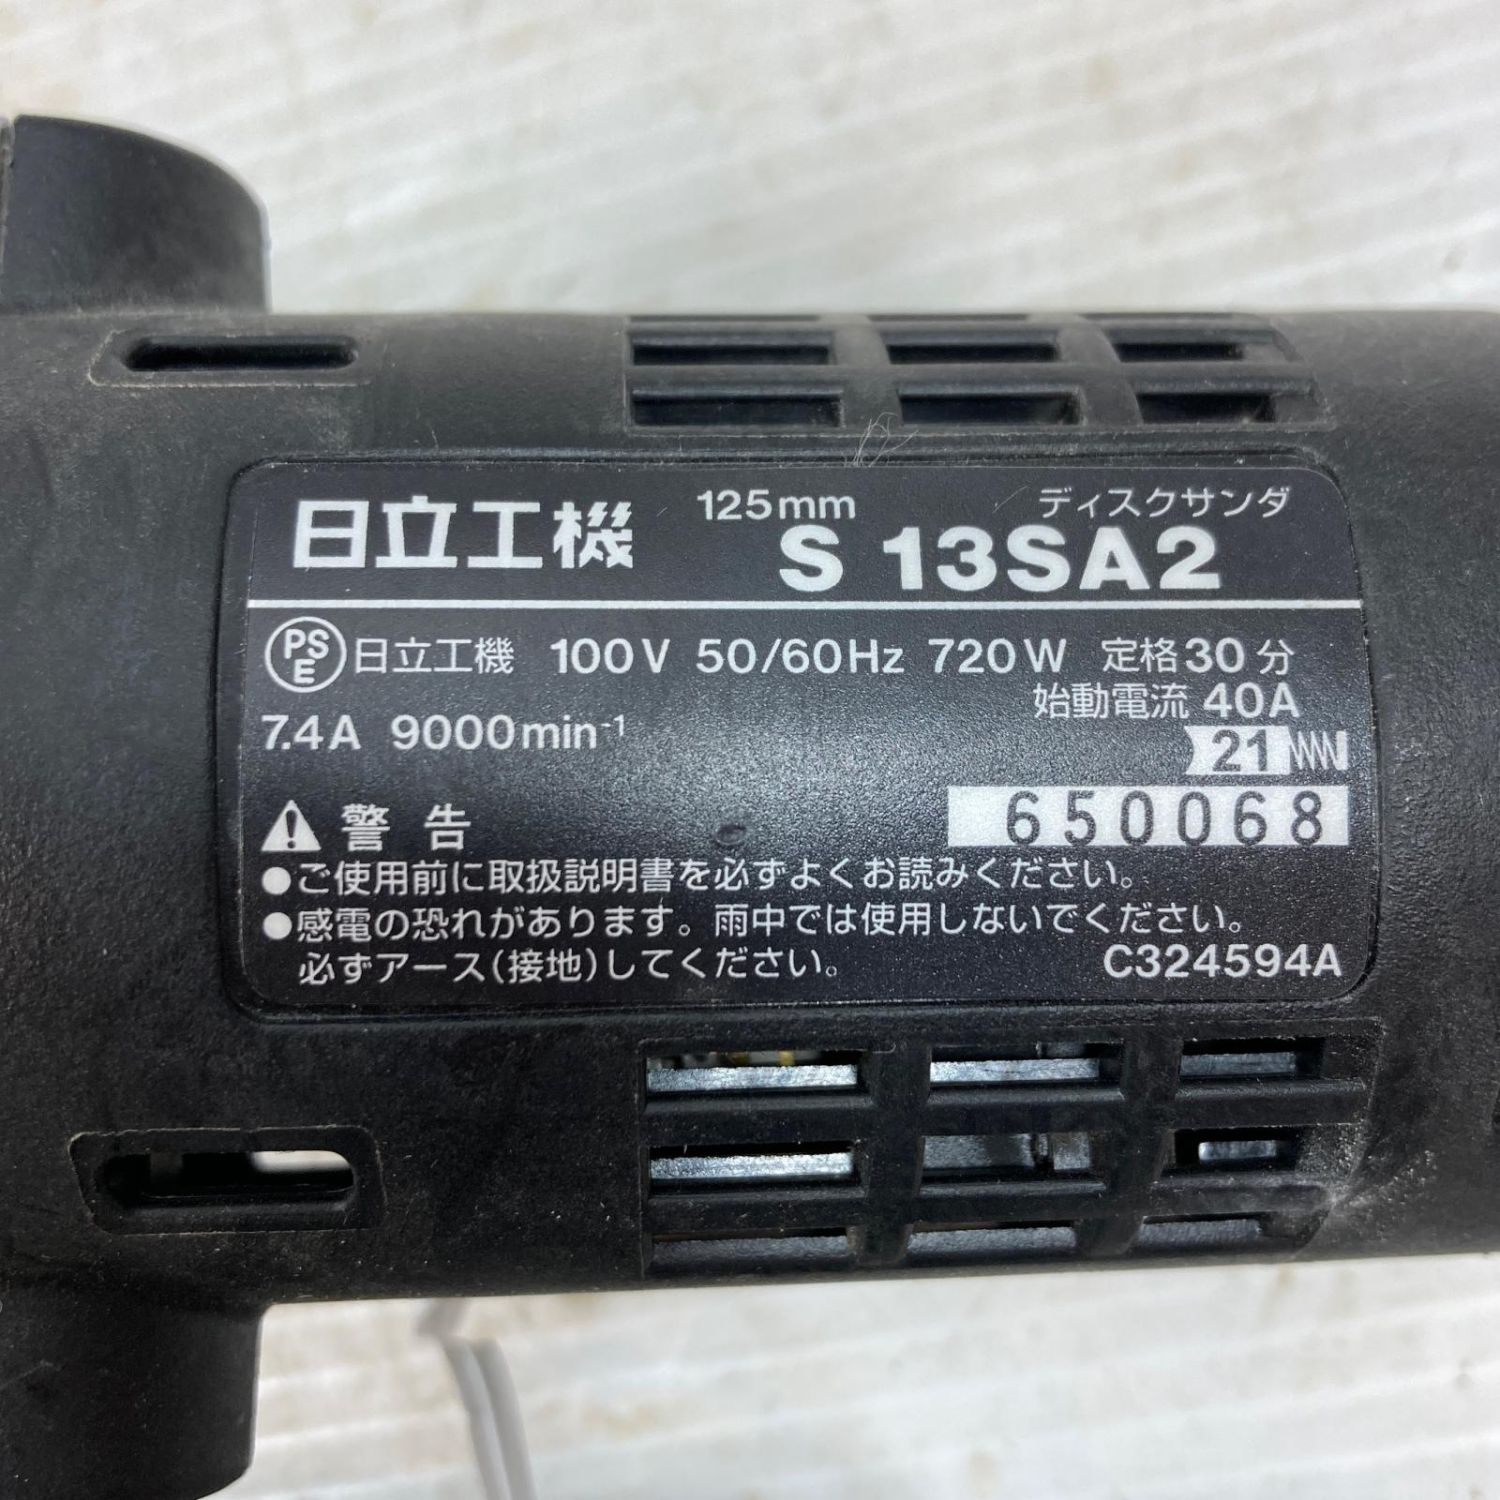 125mm ディスクサンダ
日立工機 S 13SA2
PSE 日立工機 100V 50/60Hz 720W 定格30分
始動電流 40A
7.4A 9000min⁻¹
21
650068
警告
●ご使用前に取扱説明書を必ずよくお読みください。
●感電の恐れがあります。雨中では使用しないでください。
必ずアース(接地)してください。
C324594A